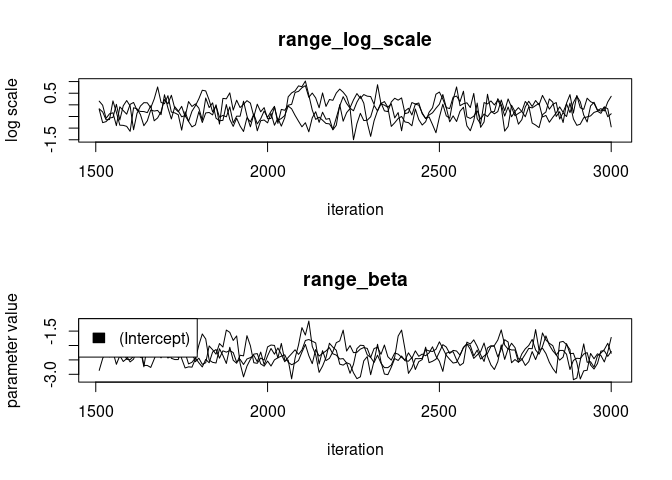 range_log_scale
log scale
0.5
-1.5
1500 2000 2500 3000
iteration
range_beta
parameter value
-1.5
-3.0
(Intercept)
1500 2000 2500 3000
iteration